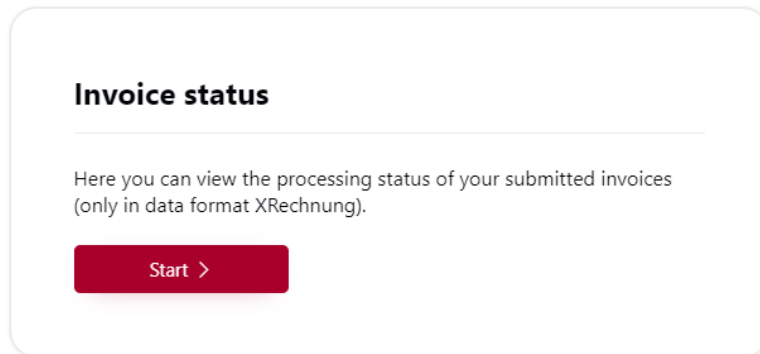 Invoice status
Here you can view the processing status of your submitted invoices
(only in data format XRechnung).
Start